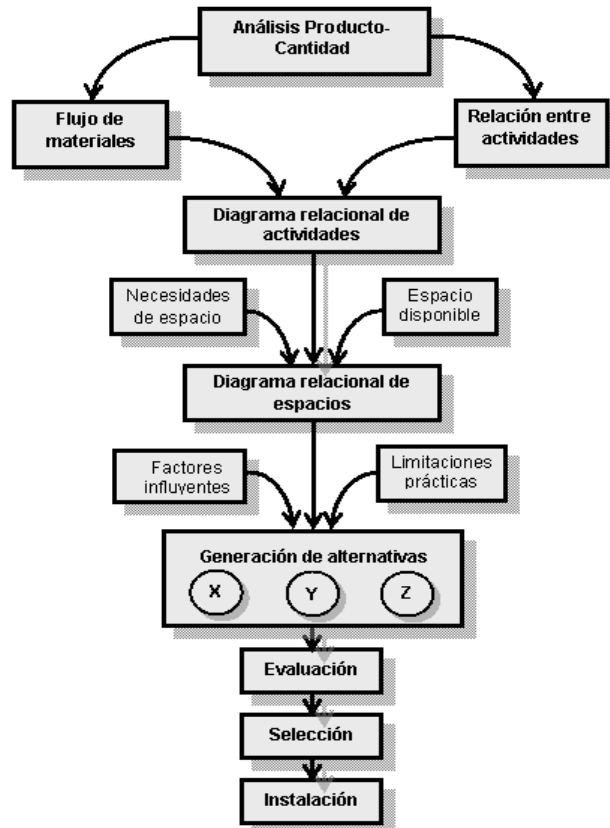 Análisis Producto-
Cantidad
Flujo de
materiales
Relación entre
actividades
Diagrama relacional de
actividades
Necesidades
de espacio
Espacio
disponible
Diagrama relacional de
espacios
Factores
influyentes
Limitaciones
prácticas
Generación de alternativas
X Y Z
Evaluación
Selección
Instalación